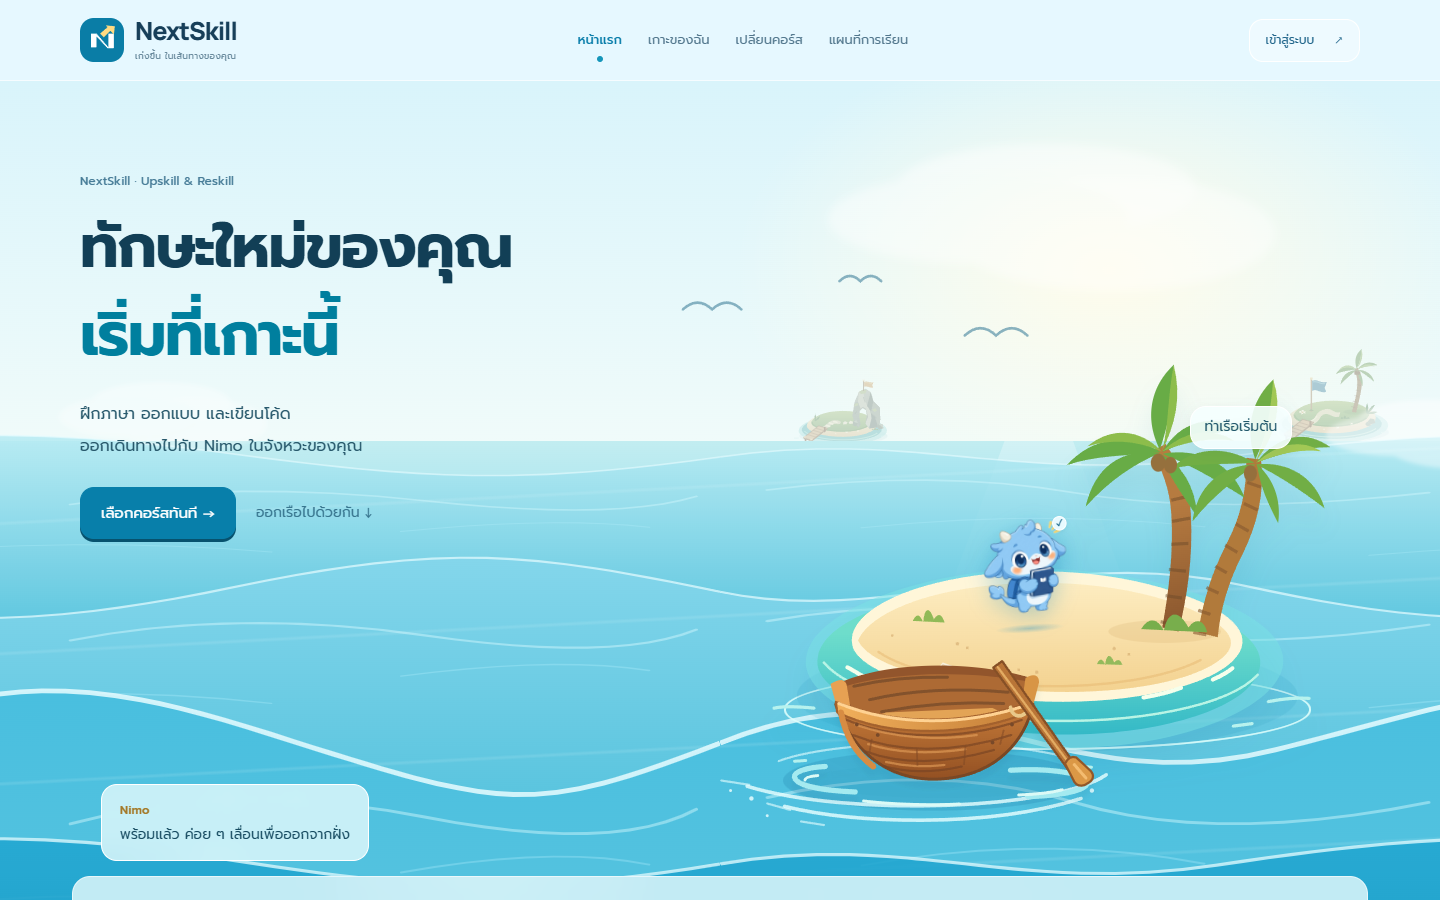 NextSkill
เก่งขึ้น ในเส้นทางของคุณ
หน้าแรก
เกาะของฉัน
เปลี่ยนคอร์ส
แผนที่การเรียน
เข้าสู่ระบบ ↗
NextSkill · Upskill & Reskill
ทักษะใหม่ของคุณ
เริ่มที่เกาะนี้
ฝึกภาษา ออกแบบ และเขียนโค้ด
ออกเดินทางไปกับ Nimo ในจังหวะของคุณ
เลือกคอร์สทันที →
ออกเรือไปด้วยกัน ↓
ท่าเรือเริ่มต้น
Nimo
พร้อมแล้ว ค่อย ๆ เลื่อนเพื่อออกจากฝั่ง